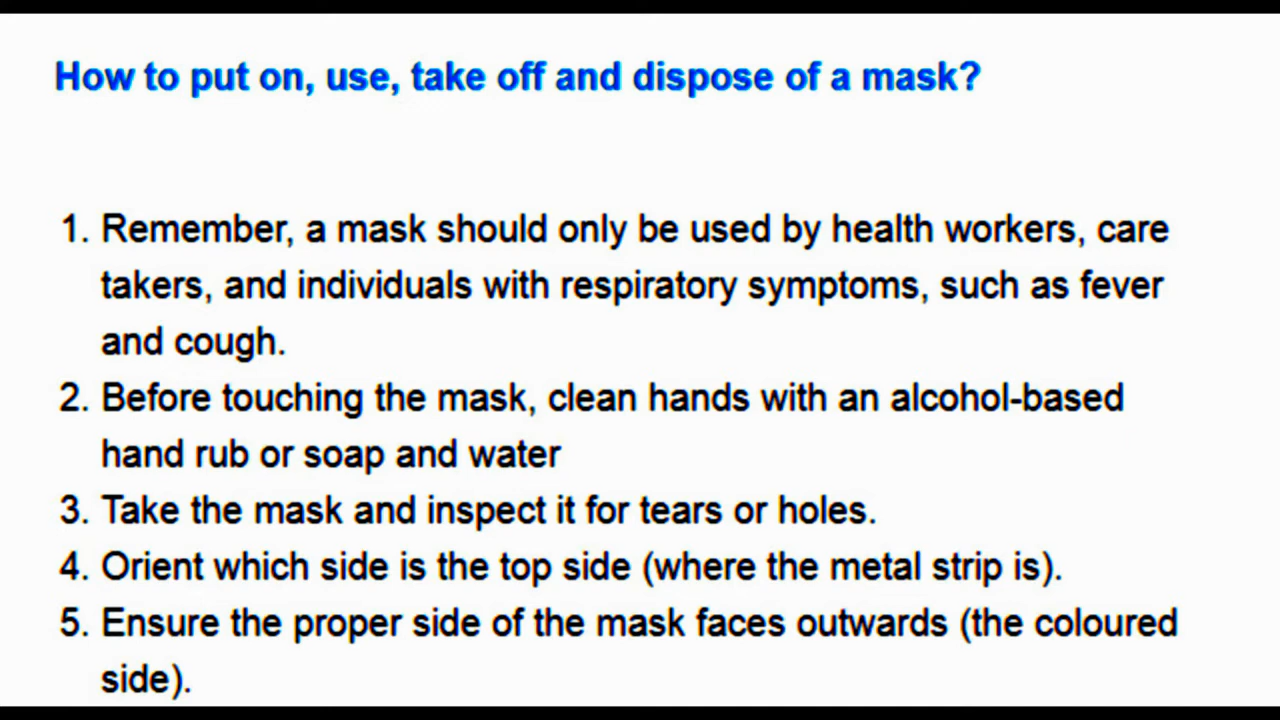 How to put on, use, take off and dispose of a mask?
1. Remember, a mask should only be used by health workers, care
takers, and individuals with respiratory symptoms, such as fever
and cough.
2. Before touching the mask, clean hands with an alcohol-based
hand rub or soap and water
3. Take the mask and inspect it for tears or holes.
4. Orient which side is the top side (where the metal strip is).
5. Ensure the proper side of the mask faces outwards (the coloured
side).